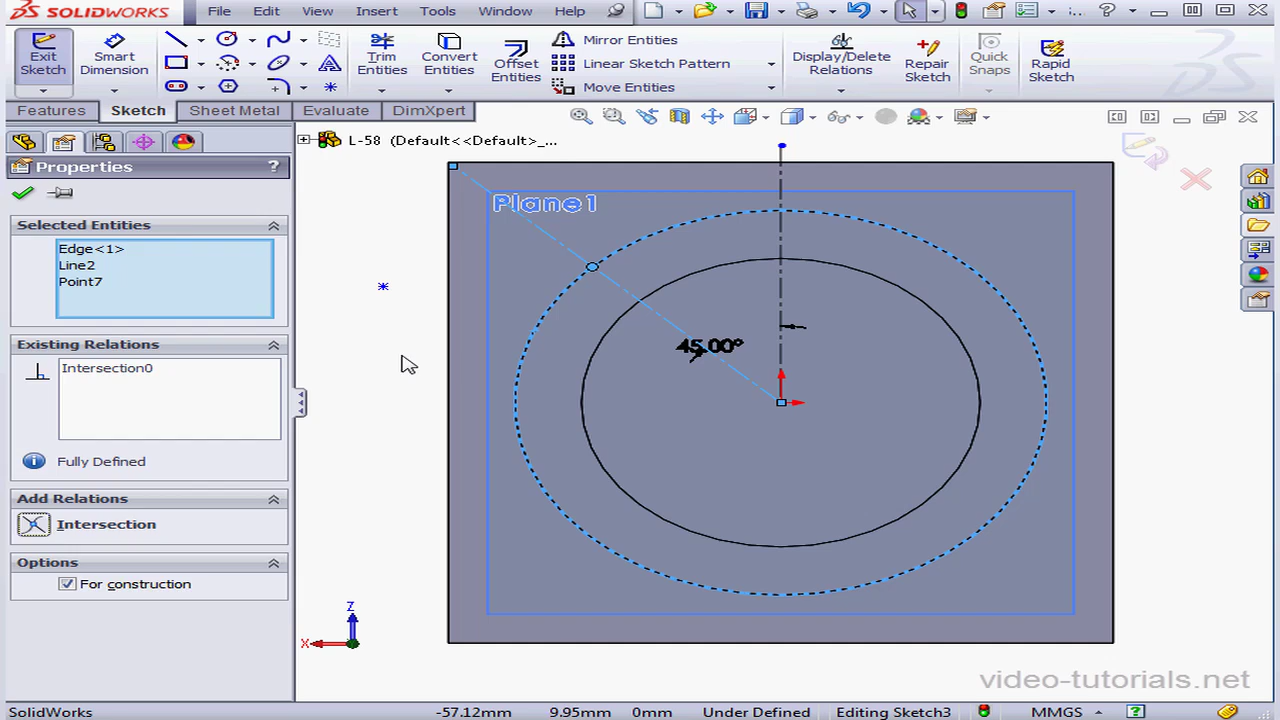 SOLIDWORKS File Edit View Insert Tools Window Help
Exit Sketch
Smart Dimension
Trim Entities
Convert Entities
Offset Entities
Mirror Entities
Linear Sketch Pattern
Move Entities
Display/Delete Relations
Repair Sketch
Quick Snaps
Rapid Sketch
Features Sketch Sheet Metal Evaluate DimXpert
L-58 (Default<<Default>_...
Properties ?
Selected Entities
Edge<1>
Line2
Point7
Existing Relations
Intersection0
Fully Defined
Add Relations
Intersection
Options
For construction
Plane1
45.00°
Z
X
video-tutorials.net
SolidWorks -57.12mm 9.95mm 0mm Under Defined Editing Sketch3 MMGS ?